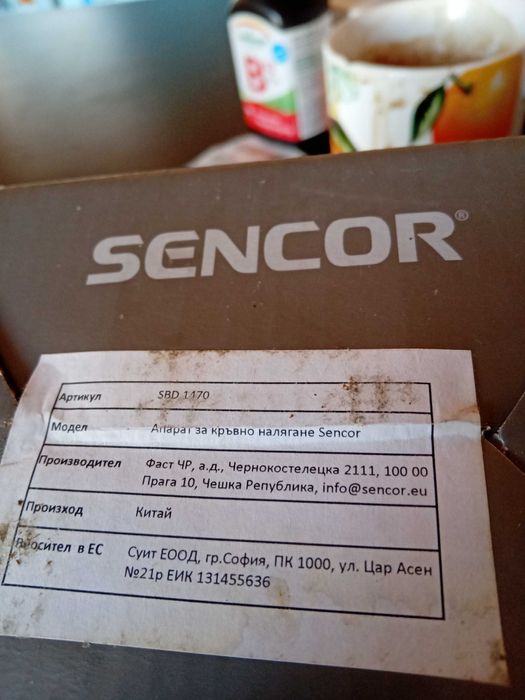 B
SENCOR®
Артикул SBD 1470
Модел Апарат за кръвно налягане Sencor
Производител Фаст ЧР, а.д., Чернокостелецка 2111, 100 00
Прага 10, Чешка Република, info@sencor.eu
Произход Китай
Вносител в ЕС Суит ЕООД, гр.София, ПК 1000, ул. Цар Асен
№21р ЕИК 131455636